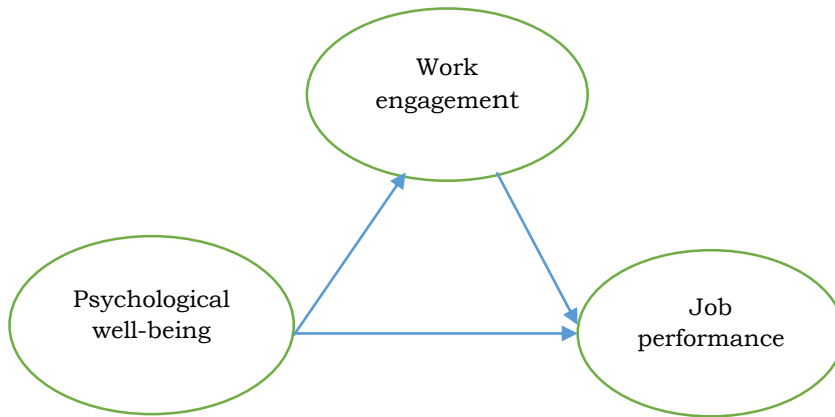 Work
engagement
Psychological
well-being
Job
performance